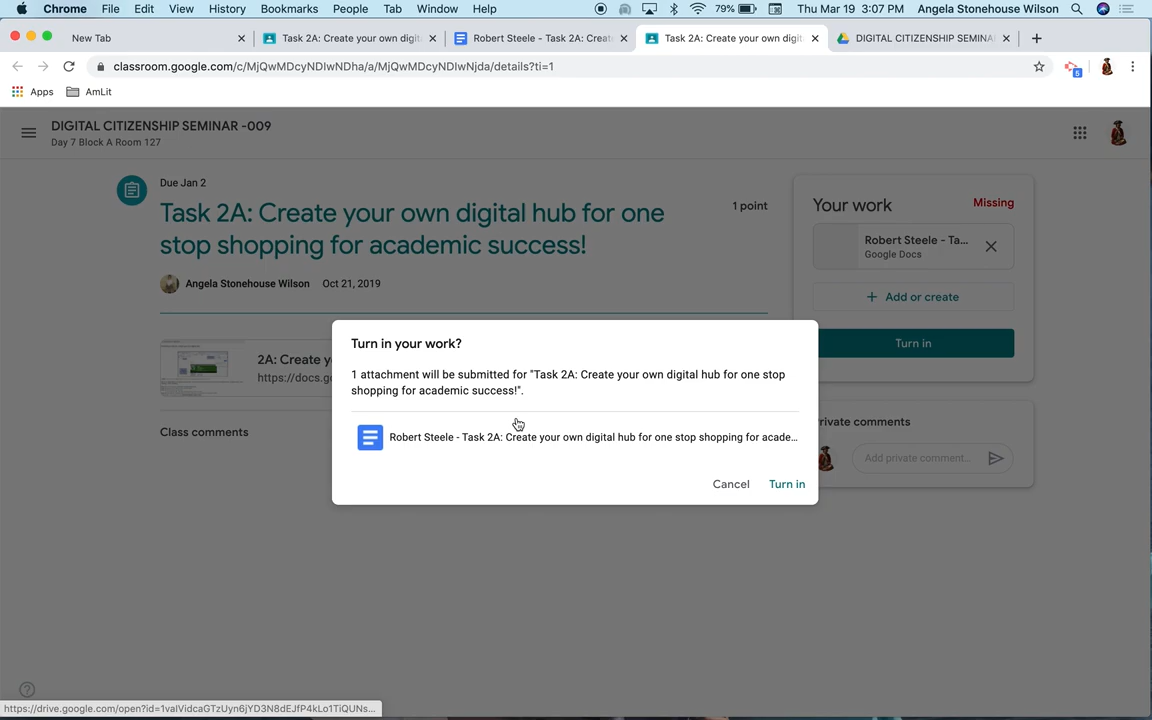 Chrome File Edit View History Bookmarks People Tab Window Help 79% Thu Mar 19 3:07 PM Angela Stonehouse Wilson
New Tab Task 2A: Create your own digit Robert Steele - Task 2A: Creat Task 2A: Create your own digit DIGITAL CITIZENSHIP SEMINA
classroom.google.com/c/MjQwMDcyNDIwNDha/a/MjQwMDcyNDIwNjda/details?ti=1 5
Apps AmLit
DIGITAL CITIZENSHIP SEMINAR -009
Day 7 Block A Room 127
Due Jan 2
Task 2A: Create your own digital hub for one
stop shopping for academic success!
1 point
Angela Stonehouse Wilson Oct 21, 2019
2A: Create y
https://docs.go
Class comments
Your work Missing
Robert Steele - Ta...
Google Docs
+ Add or create
Turn in
rivate comments
Add private comment...
Turn in your work?
1 attachment will be submitted for "Task 2A: Create your own digital hub for one stop
shopping for academic success!".
Robert Steele - Task 2A: Create your own digital hub for one stop shopping for acade...
Cancel Turn in
https://drive.google.com/open?id=1valVidcaGTzUyn6jYD3N8dEJfP4kLo1TiQUNs...